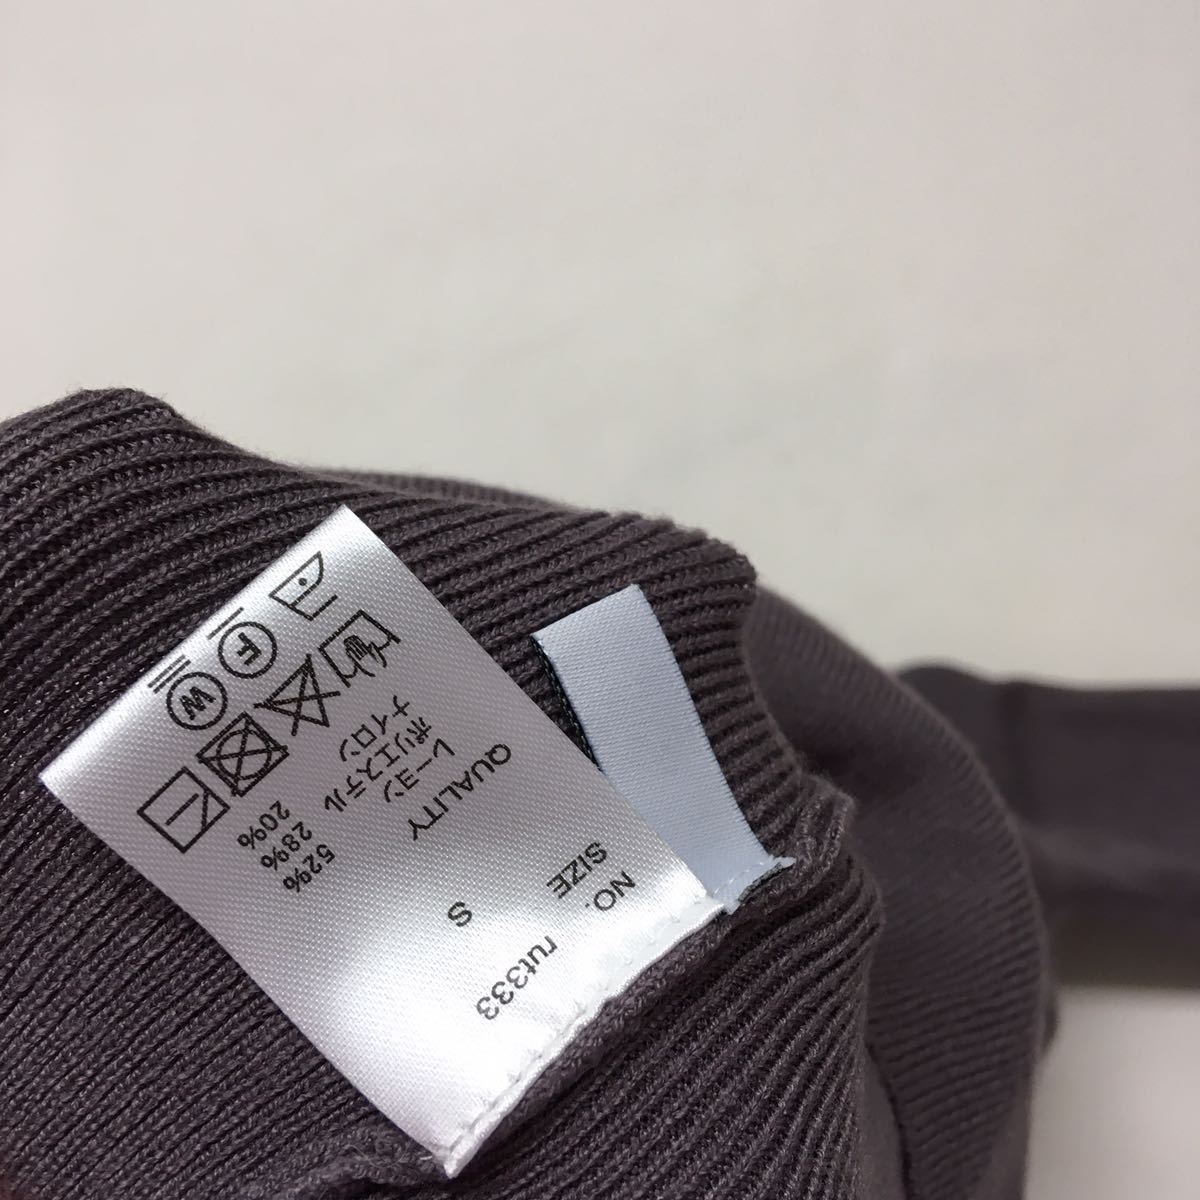 NO. rut333
SIZE S
QUALITY
レーヨン 52%
ポリエステル 28%
ナイロン 20%
F
W